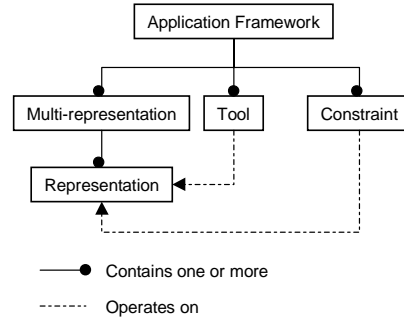 Application Framework
Multi-representation
Tool
Constraint
Representation
Contains one or more
Operates on